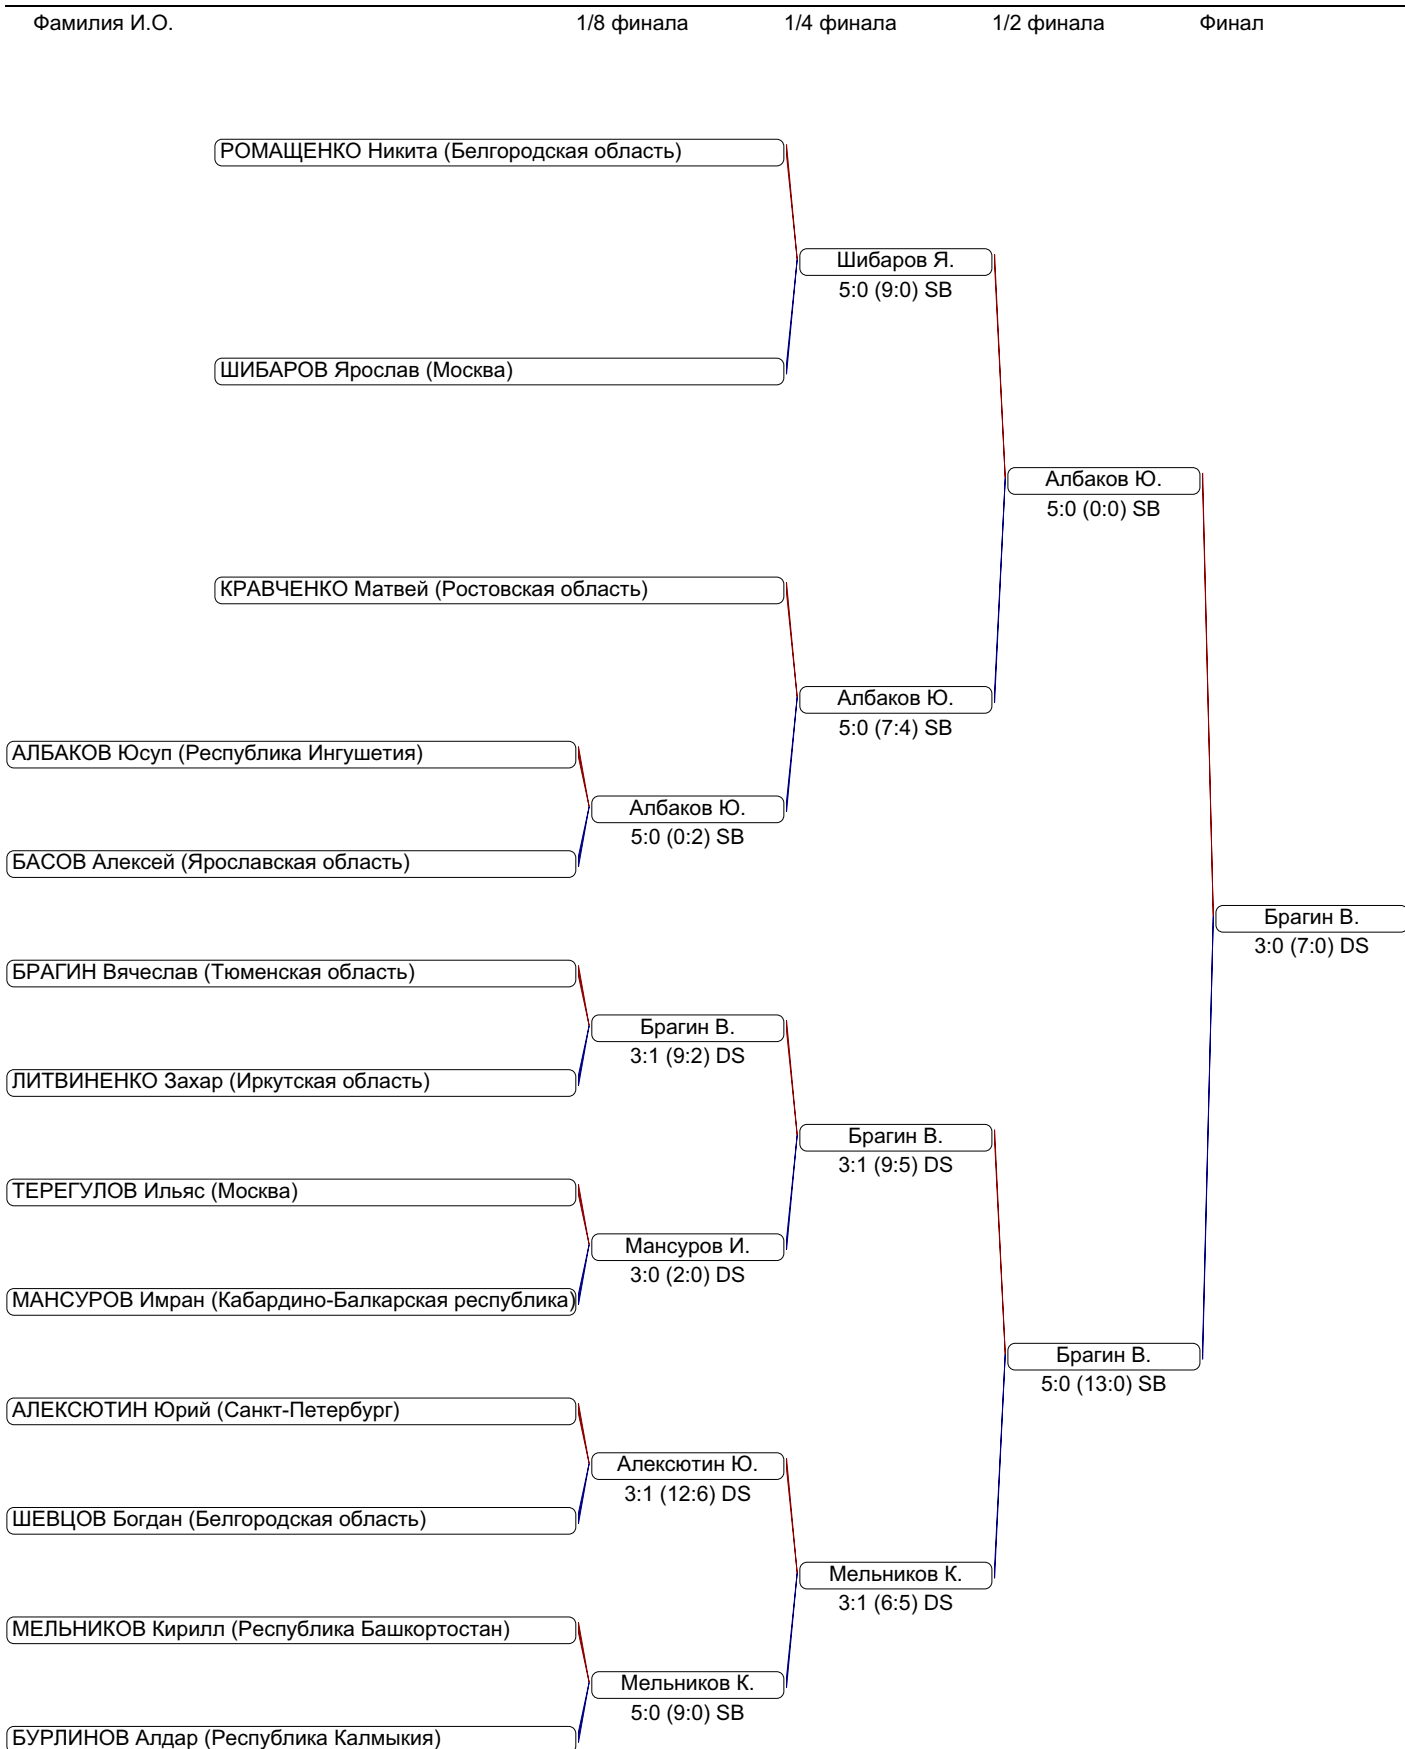 Фамилия И.О. 1/8 финала 1/4 финала 1/2 финала Финал
РОМАЩЕНКО Никита (Белгородская область)
Шибаров Я.
5:0 (9:0) SB
ШИБАРОВ Ярослав (Москва)
Албаков Ю.
5:0 (0:0) SB
КРАВЧЕНКО Матвей (Ростовская область)
Албаков Ю.
5:0 (7:4) SB
АЛБАКОВ Юсуп (Республика Ингушетия)
Албаков Ю.
5:0 (0:2) SB
БАСОВ Алексей (Ярославская область)
Брагин В.
3:0 (7:0) DS
БРАГИН Вячеслав (Тюменская область)
Брагин В.
3:1 (9:2) DS
ЛИТВИНЕНКО Захар (Иркутская область)
Брагин В.
3:1 (9:5) DS
ТЕРЕГУЛОВ Ильяс (Москва)
Мансуров И.
3:0 (2:0) DS
МАНСУРОВ Имран (Кабардино-Балкарская республика)
Брагин В.
5:0 (13:0) SB
АЛЕКСЮТИН Юрий (Санкт-Петербург)
Алексютин Ю.
3:1 (12:6) DS
ШЕВЦОВ Богдан (Белгородская область)
Мельников К.
3:1 (6:5) DS
МЕЛЬНИКОВ Кирилл (Республика Башкортостан)
Мельников К.
5:0 (9:0) SB
БУРЛИНОВ Алдар (Республика Калмыкия)